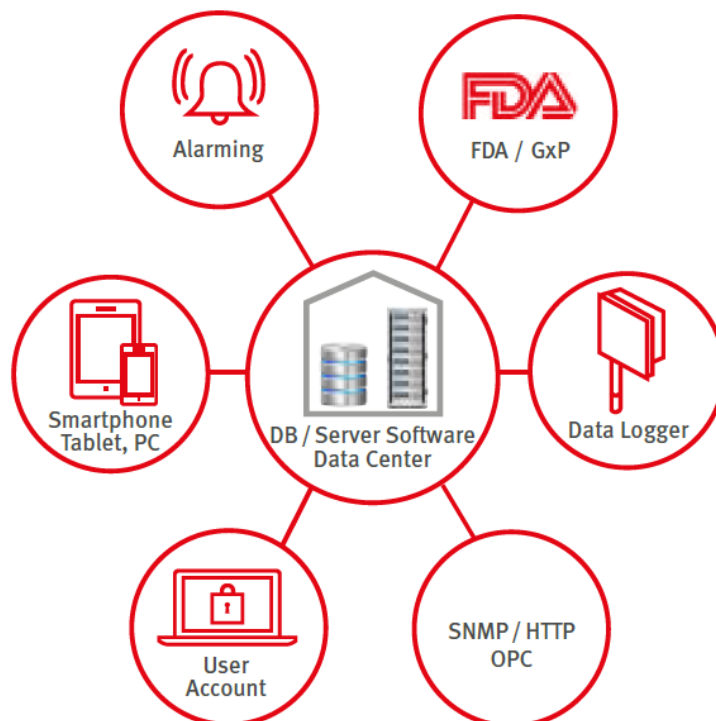 Alarming
FDA
FDA / GxP
Smartphone
Tablet, PC
DB / Server Software
Data Center
Data Logger
User
Account
SNMP / HTTP
OPC